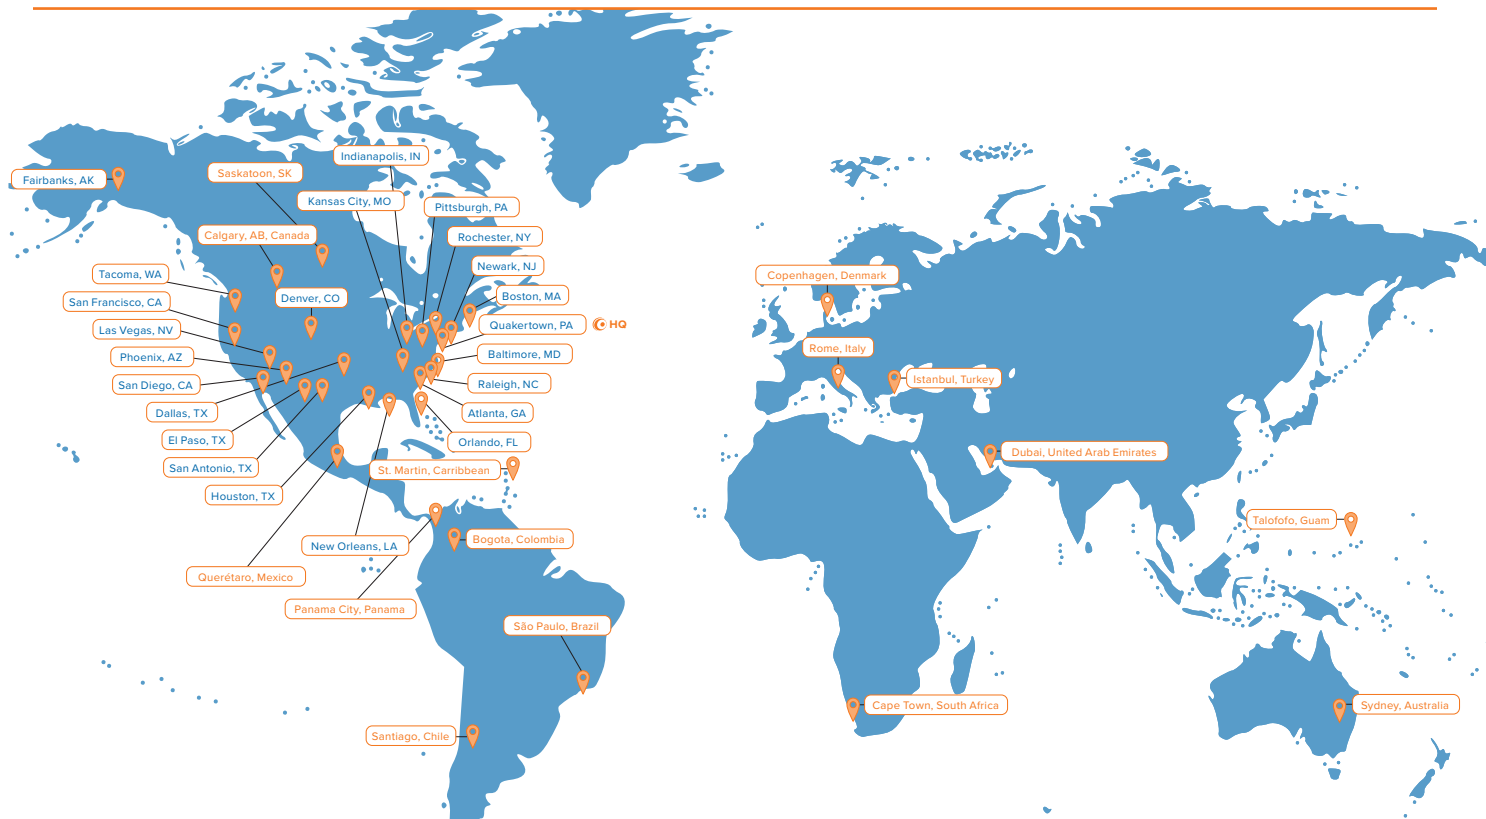 Indianapolis, IN
Saskatoon, SK
Fairbanks, AK
Kansas City, MO
Pittsburgh, PA
Calgary, AB, Canada
Rochester, NY
Newark, NJ
Tacoma, WA
Copenhagen, Denmark
Denver, CO
Boston, MA
San Francisco, CA
Quakertown, PA
HQ
Las Vegas, NV
Rome, Italy
Baltimore, MD
Phoenix, AZ
Istanbul, Turkey
San Diego, CA
Raleigh, NC
Dallas, TX
Atlanta, GA
El Paso, TX
Orlando, FL
Dubai, United Arab Emirates
San Antonio, TX
St. Martin, Carribbean
Houston, TX
Talofofo, Guam
Bogota, Colombia
New Orleans, LA
Querétaro, Mexico
Panama City, Panama
São Paulo, Brazil
Cape Town, South Africa
Sydney, Australia
Santiago, Chile